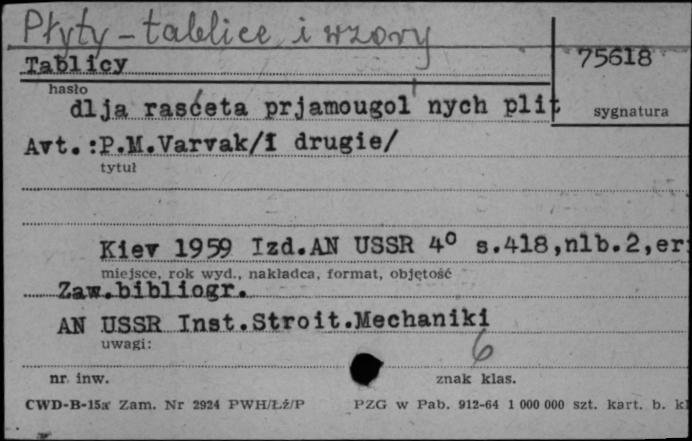 Płyty – tablice i wzory
Tablicy
75618
hasło
dlja rasćeta prjamougol'nych plit
sygnatura
Avt.:P.M.Varvak/I drugie/
tytuł
Kiev 1959 Izd.AN USSR 4° s.418,nlb.2,er
miejsce, rok wyd., nakładca, format, objętość
Zaw.bibliogr.
AN USSR Inst.Stroit.Mechaniki
uwagi:
6
nr. inw.
znak klas.
CWD-B-15a Zam. Nr 2924 PWH/Łź/P
PZG w Pab. 912-64 1 000 000 szt. kart. b. kl